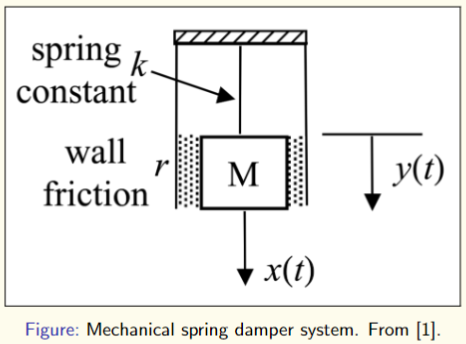 spring k
constant
wall
friction r
M
y(t)
x(t)
Figure: Mechanical spring damper system. From [1].